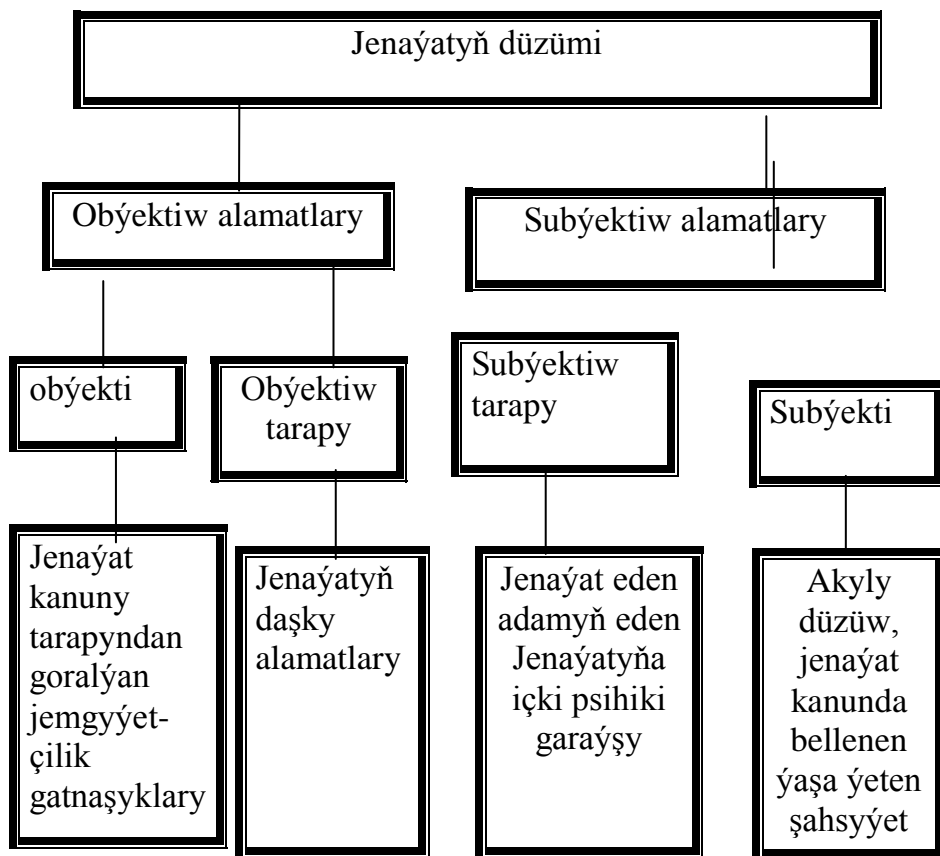 Jenaýatyň düzümi
Obýektiw alamatlary
Subýektiw alamatlary
obýekti
Obýektiw
tarapy
Subýektiw
tarapy
Subýekti
Jenaýat
kanuny
tarapyndan
goralýan
jemgyýet-
çilik
gatnaşyklary
Jenaýatyň
daşky
alamatlary
Jenaýat eden
adamyň eden
Jenaýatyňa
içki psihiki
garaýşy
Akyly
düzüw,
jenaýat
kanunda
bellenen
ýaşa ýeten
şahsyýet